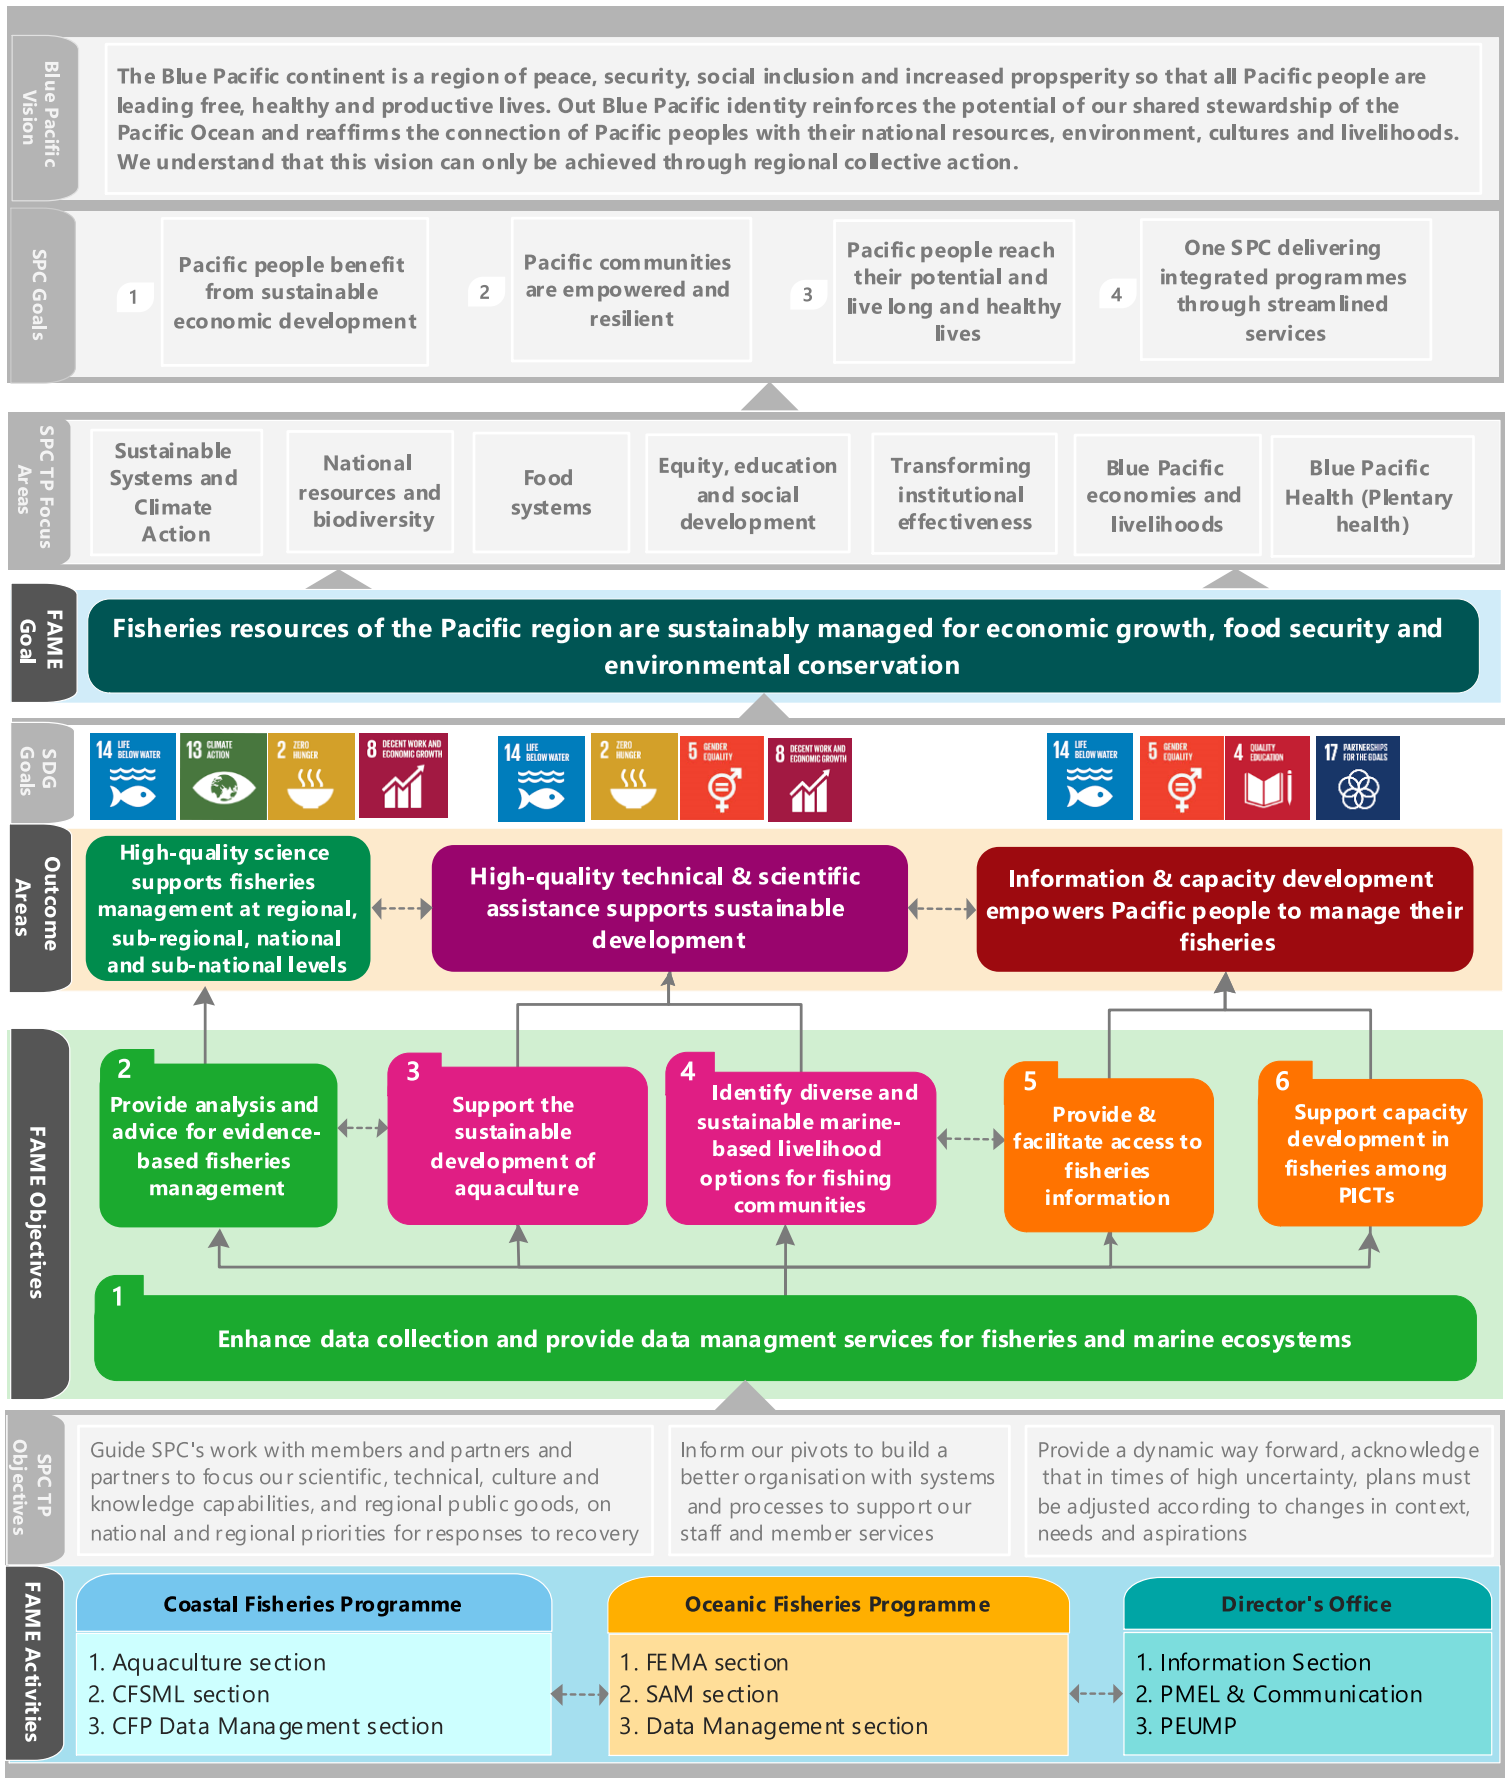 Blue Pacific
Vision
The Blue Pacific continent is a region of peace, security, social inclusion and increased propsperity so that all Pacific people are
leading free, healthy and productive lives. Out Blue Pacific identity reinforces the potential of our shared stewardship of the
Pacific Ocean and reaffirms the connection of Pacific peoples with their national resources, environment, cultures and livelihoods.
We understand that this vision can only be achieved through regional collective action.
SPC Goals
1
Pacific people benefit
from sustainable
economic development
2
Pacific communities
are empowered and
resilient
3
Pacific people reach
their potential and
live long and healthy
lives
4
One SPC delivering
integrated programmes
through streamlined
services
SPC TP Focus
Areas
Sustainable
Systems and
Climate
Action
National
resources and
biodiversity
Food
systems
Equity, education
and social
development
Transforming
institutional
effectiveness
Blue Pacific
economies and
livelihoods
Blue Pacific
Health (Plentary
health)
FAME
Goal
Fisheries resources of the Pacific region are sustainably managed for economic growth, food security and
environmental conservation
SDG
Goals
14 LIFE
BELOW WATER
13 CLIMATE
ACTION
2 ZERO
HUNGER
8 DECENT WORK AND
ECONOMIC GROWTH
14 LIFE
BELOW WATER
2 ZERO
HUNGER
5 GENDER
EQUALITY
8 DECENT WORK AND
ECONOMIC GROWTH
14 LIFE
BELOW WATER
5 GENDER
EQUALITY
4 QUALITY
EDUCATION
17 PARTNERSHIPS
FOR THE GOALS
Outcome
Areas
High-quality science
supports fisheries
management at regional,
sub-regional, national
and sub-national levels
High-quality technical & scientific
assistance supports sustainable
development
Information & capacity development
empowers Pacific people to manage their
fisheries
FAME Objectives
2
Provide analysis and
advice for evidence-
based fisheries
management
3
Support the
sustainable
development of
aquaculture
4
Identify diverse and
sustainable marine-
based livelihood
options for fishing
communities
5
Provide &
facilitate access to
fisheries
information
6
Support capacity
development in
fisheries among
PICTs
1
Enhance data collection and provide data managment services for fisheries and marine ecosystems
SPC TP
Objectives
Guide SPC's work with members and partners and
partners to focus our scientific, technical, culture and
knowledge capabilities, and regional public goods, on
national and regional priorities for responses to recovery
Inform our pivots to build a
better organisation with systems
and processes to support our
staff and member services
Provide a dynamic way forward, acknowledge
that in times of high uncertainty, plans must
be adjusted according to changes in context,
needs and aspirations
FAME Activities
Coastal Fisheries Programme
1. Aquaculture section
2. CFSML section
3. CFP Data Management section
Oceanic Fisheries Programme
1. FEMA section
2. SAM section
3. Data Management section
Director's Office
1. Information Section
2. PMEL & Communication
3. PEUMP